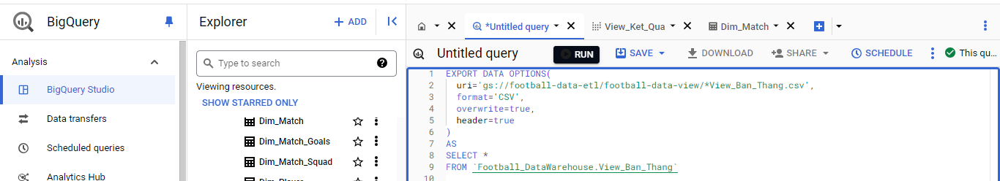 BigQuery
Analysis
BigQuery Studio
Data transfers
Scheduled queries
Analytics Hub
Explorer
+ ADD
Type to search
Viewing resources.
SHOW STARRED ONLY
Dim_Match
Dim_Match_Goals
Dim_Match_Squad
*Untitled query
View_Ket_Qua
Dim_Match
Untitled query
RUN
SAVE
DOWNLOAD
SHARE
SCHEDULE
This qu...
1 EXPORT DATA OPTIONS(
2 uri='gs://football-data-etl/football-data-view/*View_Ban_Thang.csv',
3 format='CSV',
4 overwrite=true,
5 header=true
6 )
7 AS
8 SELECT *
9 FROM `Football_DataWarehouse.View_Ban_Thang`
10